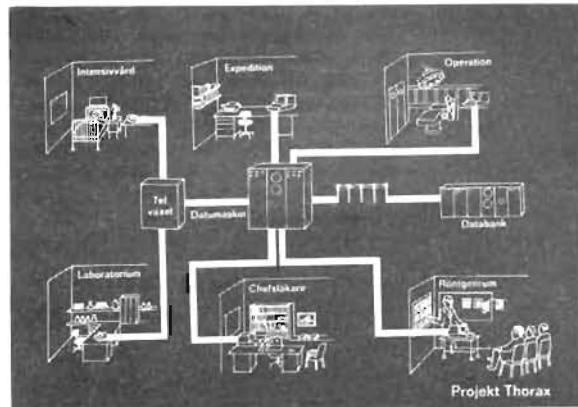 Intensivvård
Expedition
Operation
Tel.
växel
Datamaskin
Databank
Laboratorium
Chefsläkare
Röntgenrum
Projekt Thorax